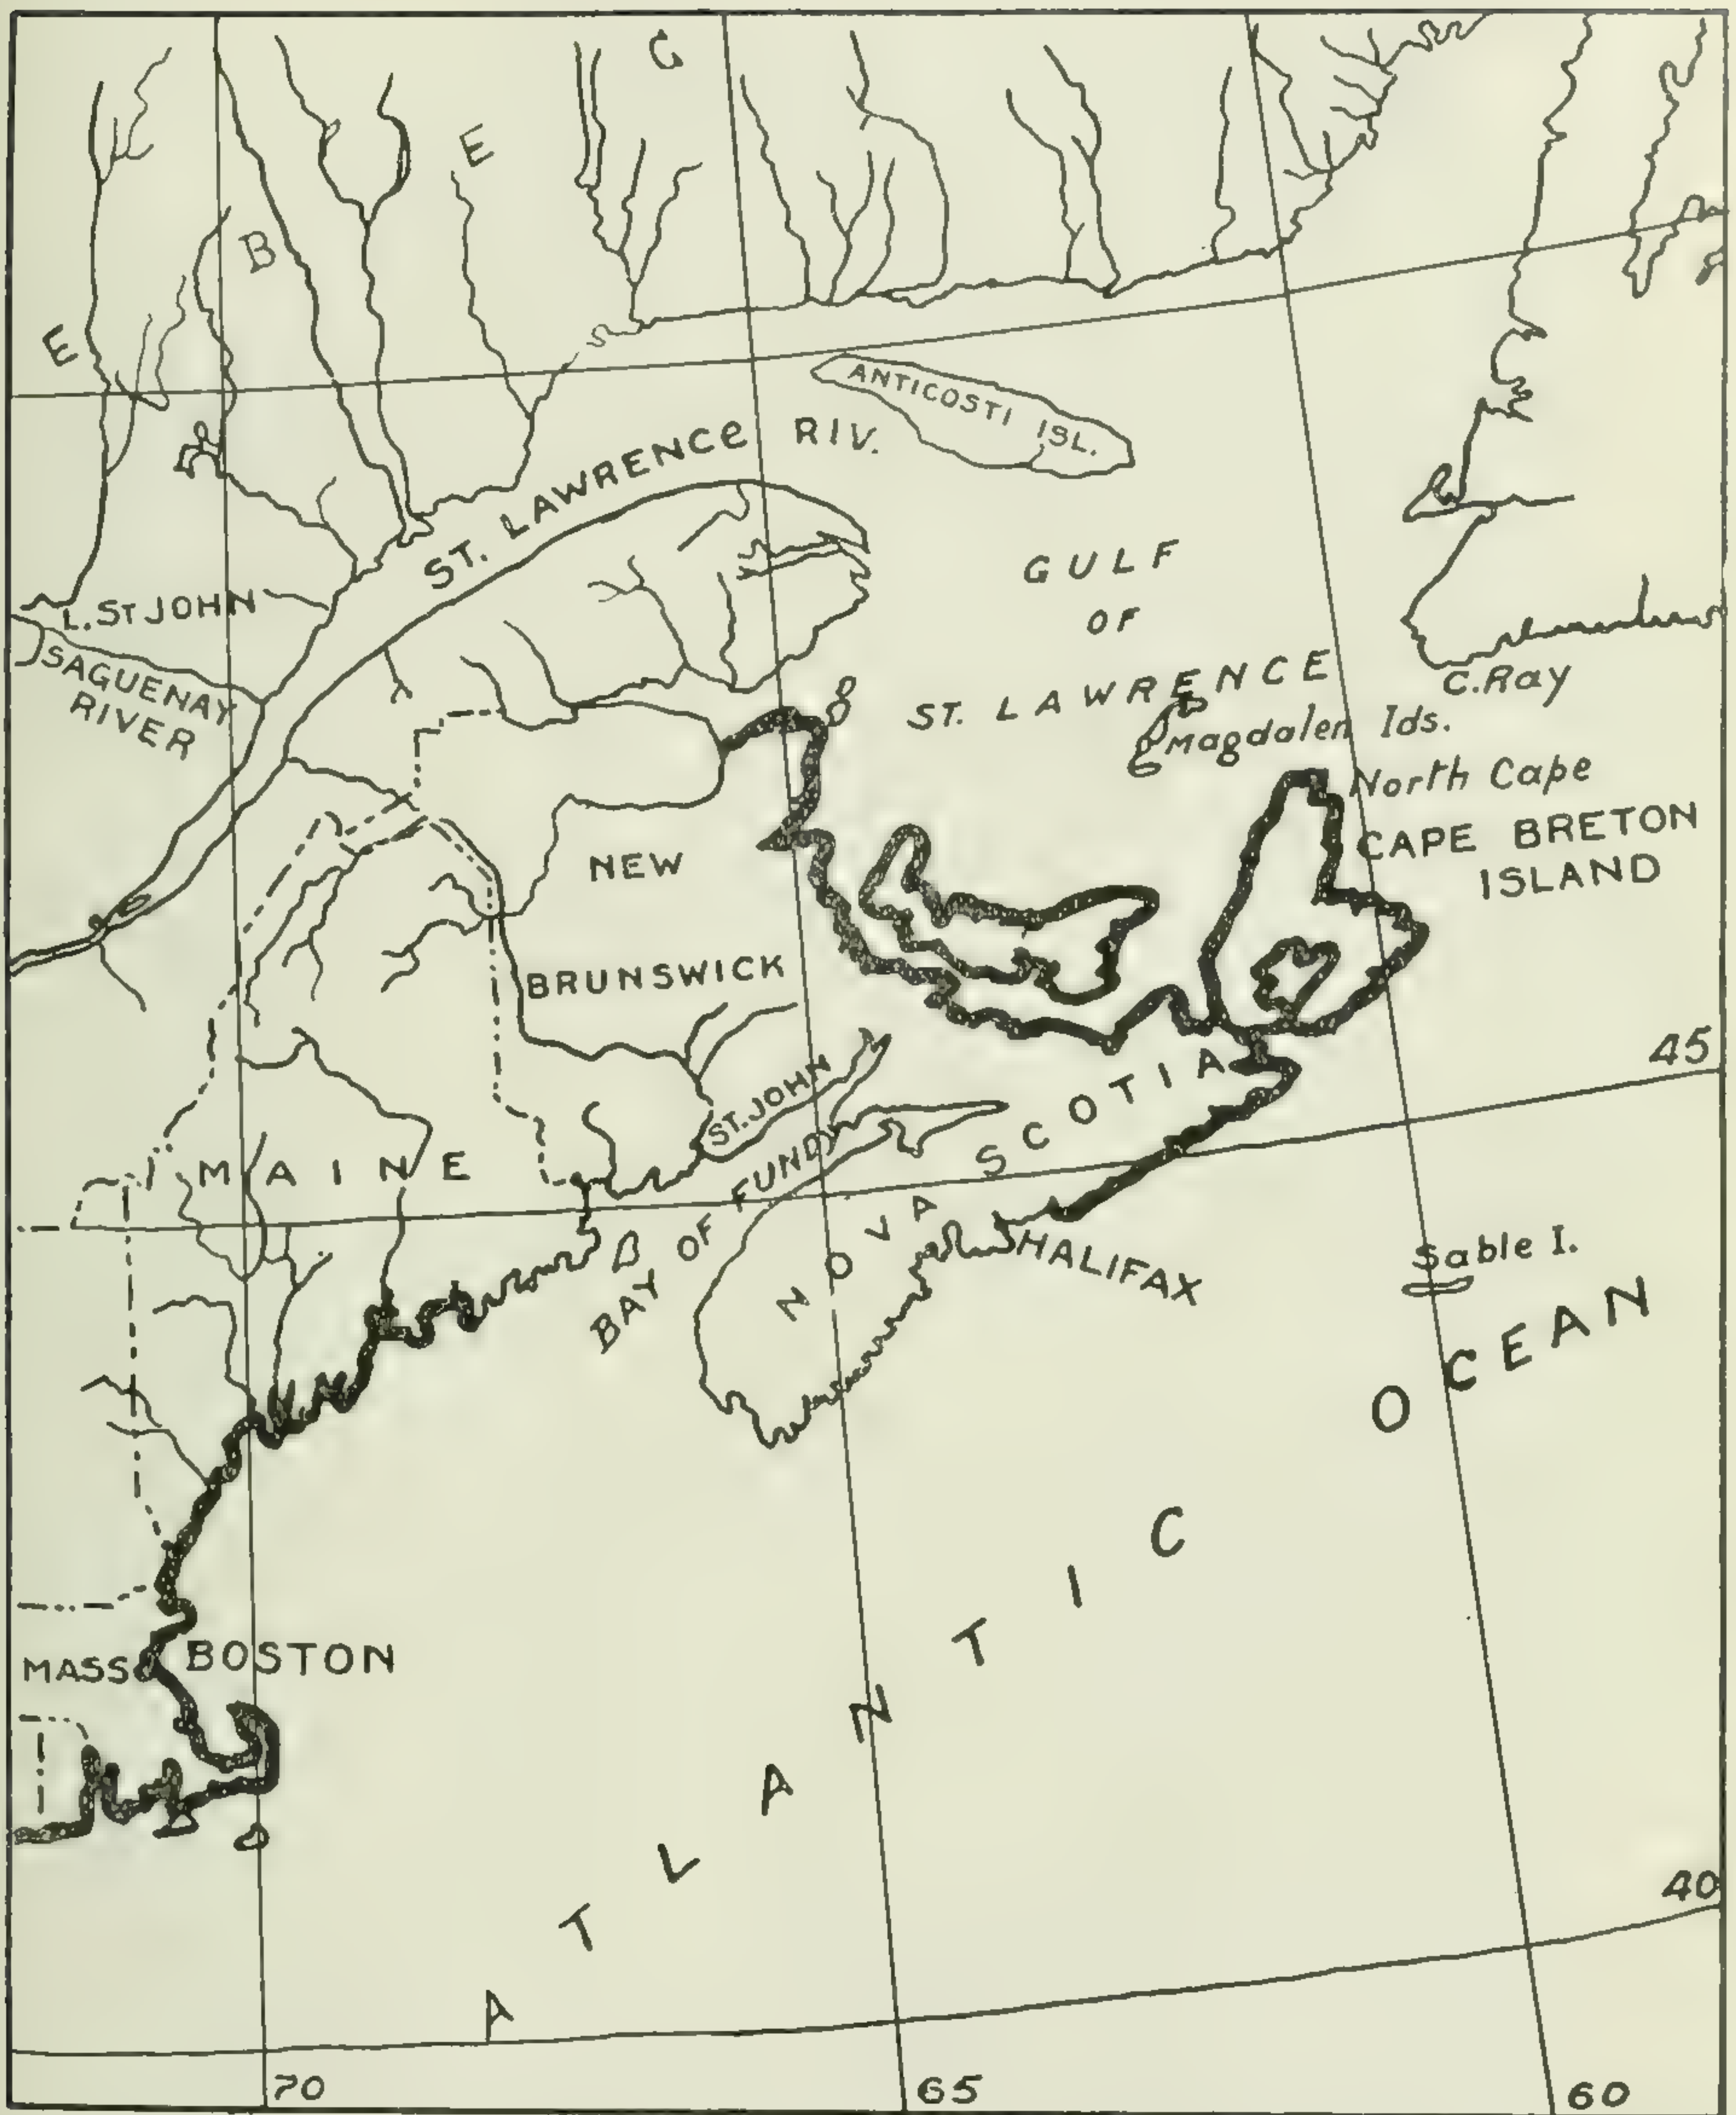 C
E
B
E
ANTICOSTI ISL.
ST. LAWRENCe RIV.
GULF
OF
ST. LAWRENCE
L. ST JOHN
SAGUENAY
RIVER
C. Ray
Magdalen Ids.
North Cape
CAPE BRETON
ISLAND
NEW
BRUNSWICK
45
ST. JOHN
NOVA SCOTIA
MAINE
BAY OF FUNDY
HALIFAX
Sable I.
ATLANTIC OCEAN
MASS
BOSTON
40
70
65
60